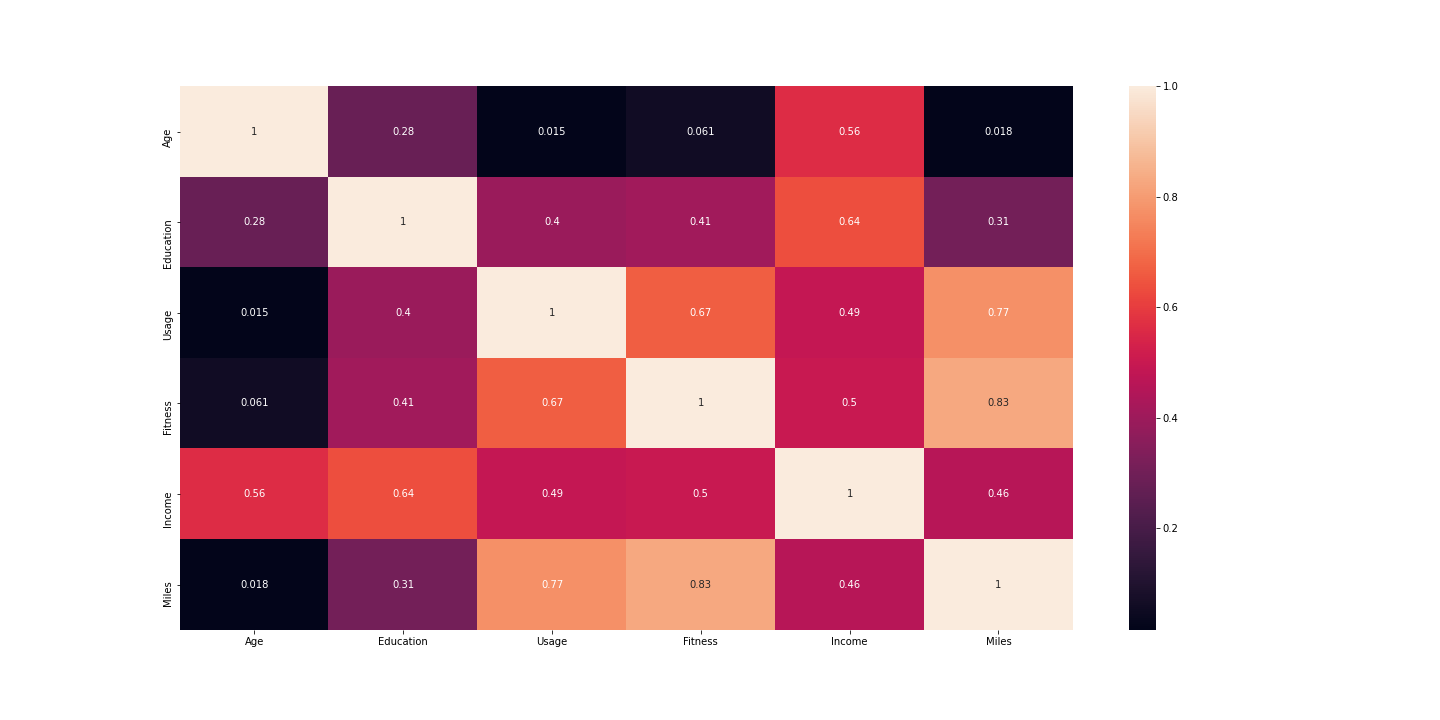 1.0
Age 1 0.28 0.015 0.061 0.56 0.018
0.8
Education 0.28 1 0.4 0.41 0.64 0.31
Usage 0.015 0.4 1 0.67 0.49 0.77
0.6
Fitness 0.061 0.41 0.67 1 0.5 0.83
0.4
Income 0.56 0.64 0.49 0.5 1 0.46
0.2
Miles 0.018 0.31 0.77 0.83 0.46 1
Age Education Usage Fitness Income Miles